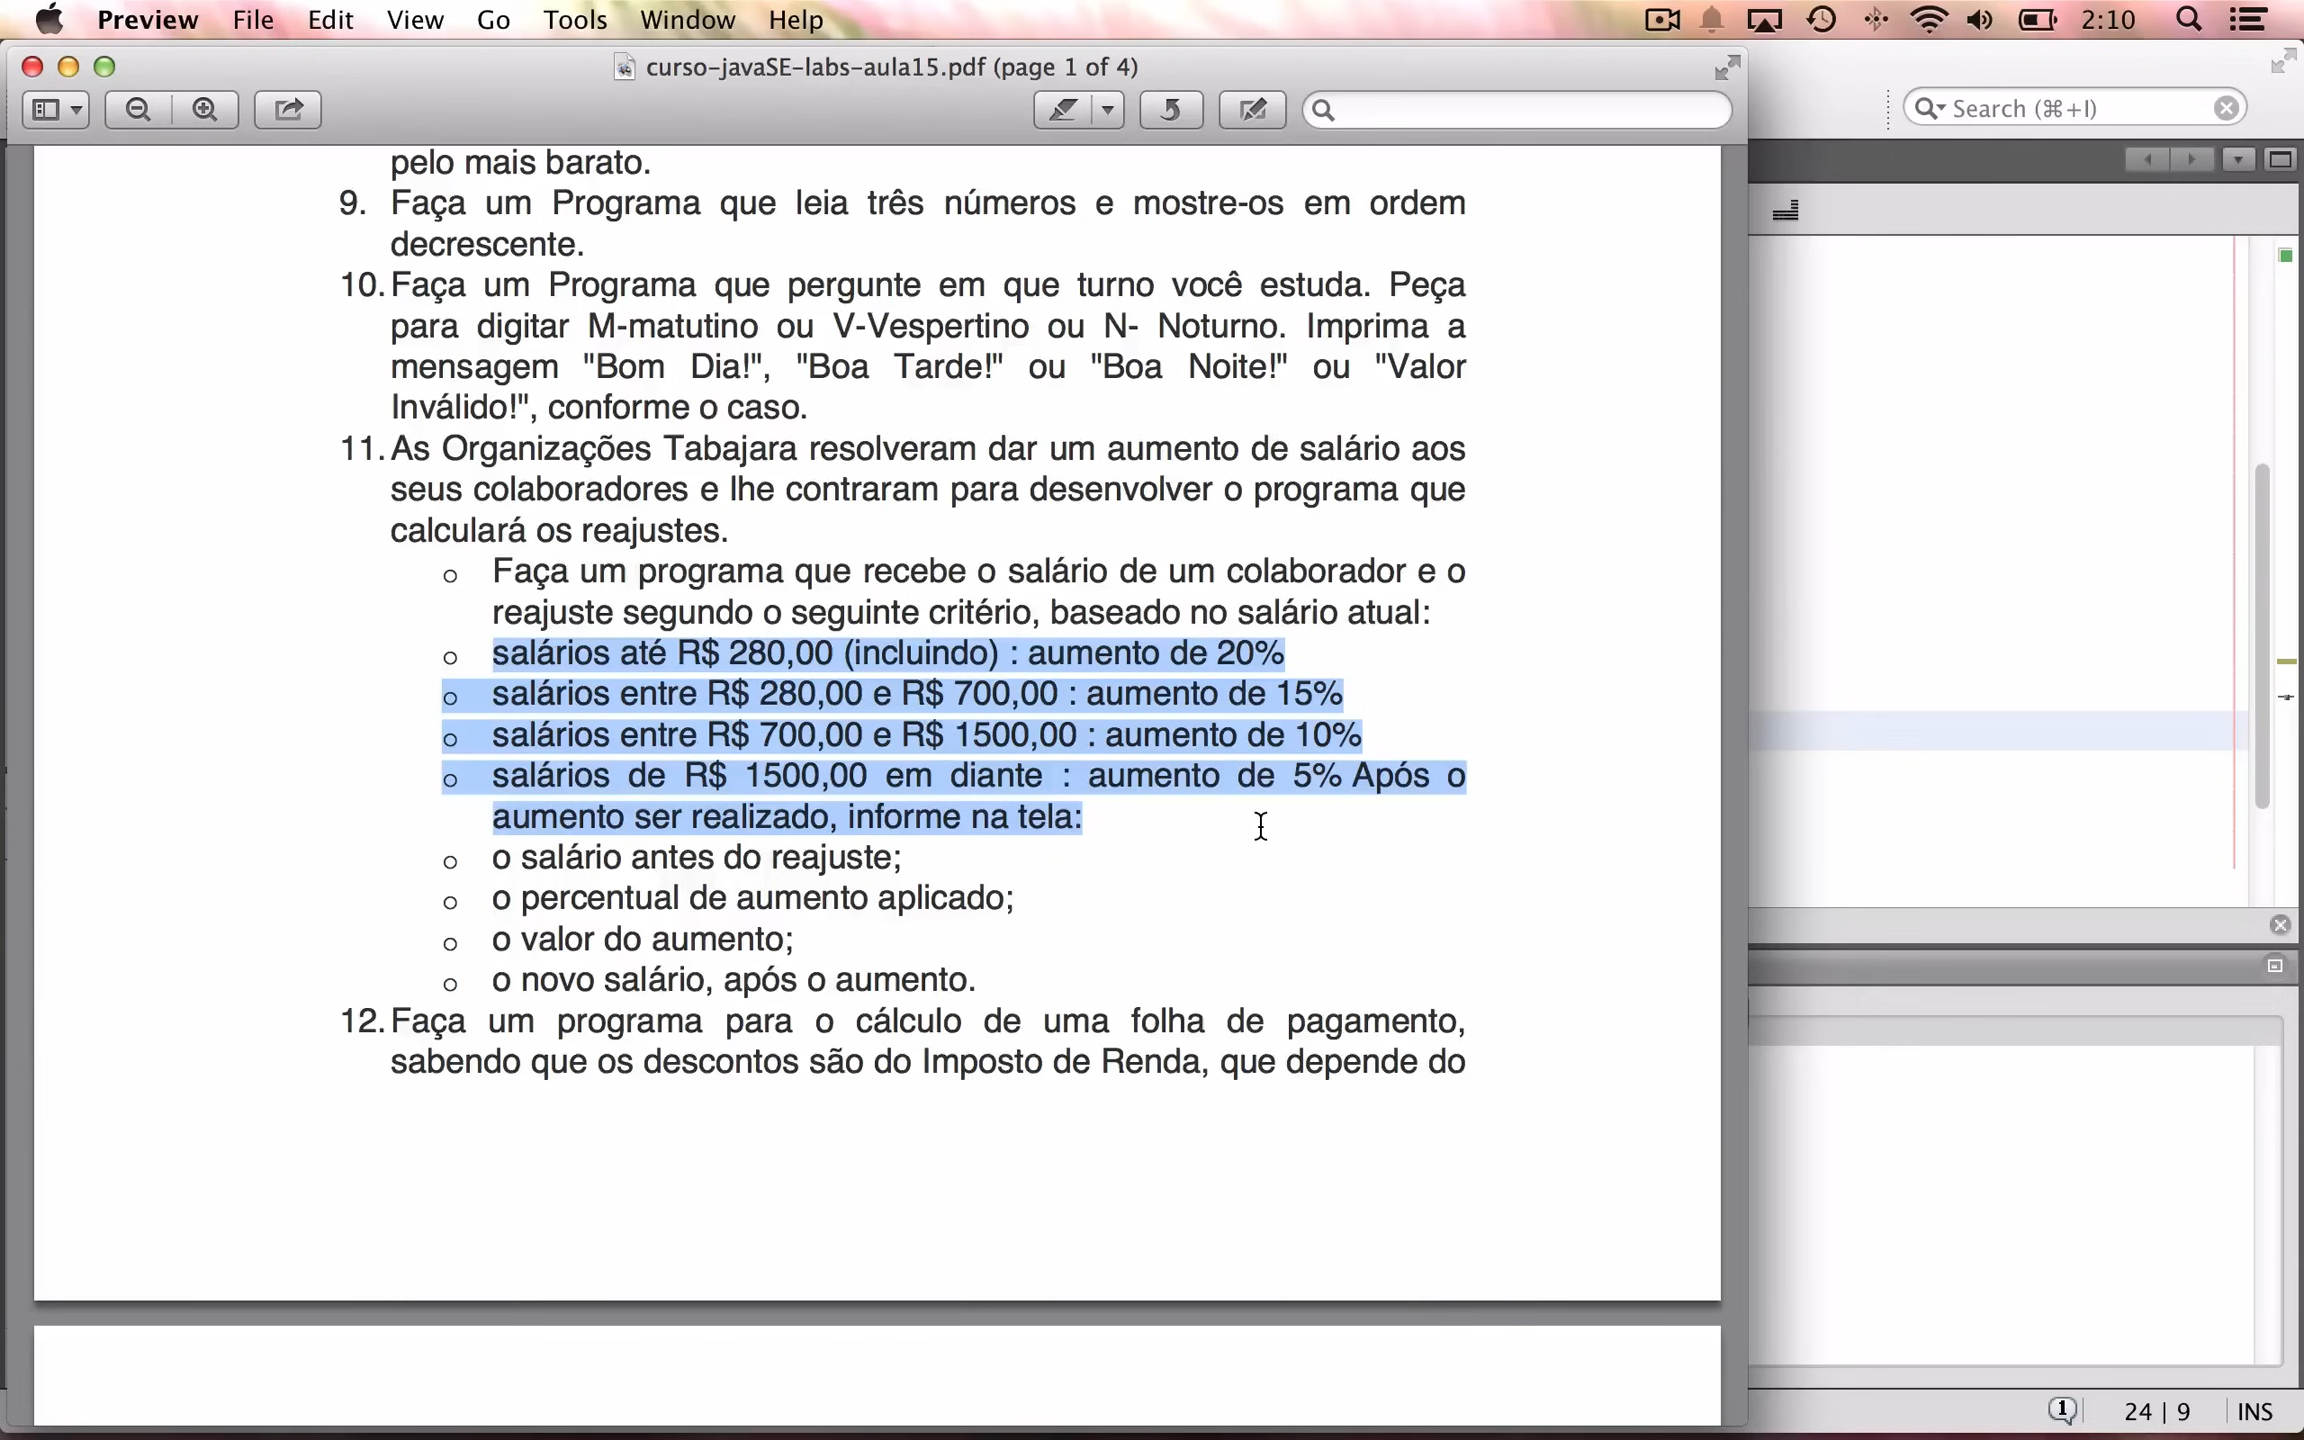 Preview File Edit View Go Tools Window Help 2:10
curso-javaSE-labs-aula15.pdf (page 1 of 4)
Search (⌘+I)
pelo mais barato.
9. Faça um Programa que leia três números e mostre-os em ordem
decrescente.
10. Faça um Programa que pergunte em que turno você estuda. Peça
para digitar M-matutino ou V-Vespertino ou N- Noturno. Imprima a
mensagem "Bom Dia!", "Boa Tarde!" ou "Boa Noite!" ou "Valor
Inválido!", conforme o caso.
11. As Organizações Tabajara resolveram dar um aumento de salário aos
seus colaboradores e lhe contraram para desenvolver o programa que
calculará os reajustes.
o Faça um programa que recebe o salário de um colaborador e o
reajuste segundo o seguinte critério, baseado no salário atual:
o salários até R$ 280,00 (incluindo) : aumento de 20%
o salários entre R$ 280,00 e R$ 700,00 : aumento de 15%
o salários entre R$ 700,00 e R$ 1500,00 : aumento de 10%
o salários de R$ 1500,00 em diante : aumento de 5% Após o
aumento ser realizado, informe na tela:
o o salário antes do reajuste;
o o percentual de aumento aplicado;
o o valor do aumento;
o o novo salário, após o aumento.
12. Faça um programa para o cálculo de uma folha de pagamento,
sabendo que os descontos são do Imposto de Renda, que depende do
1 24 | 9 INS